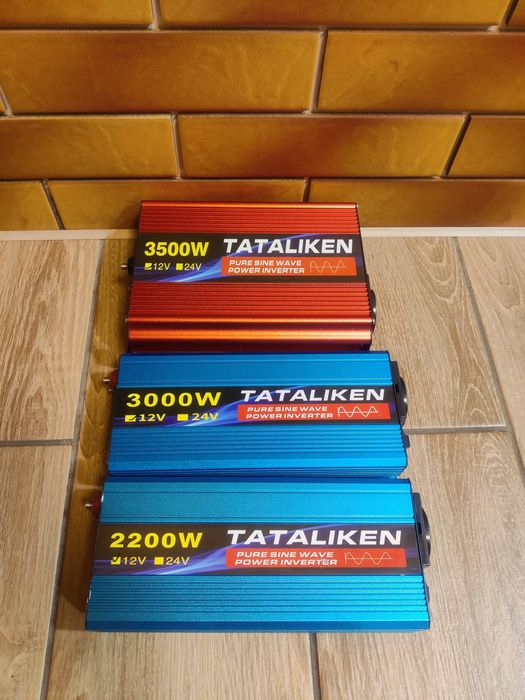 3500W TATALIKEN
12V 24V PURE SINE WAVE
POWER INVERTER
3000W TATALIKEN
12V 24V PURE SINE WAVE
POWER INVERTER
2200W TATALIKEN
12V 24V PURE SINE WAVE
POWER INVERTER